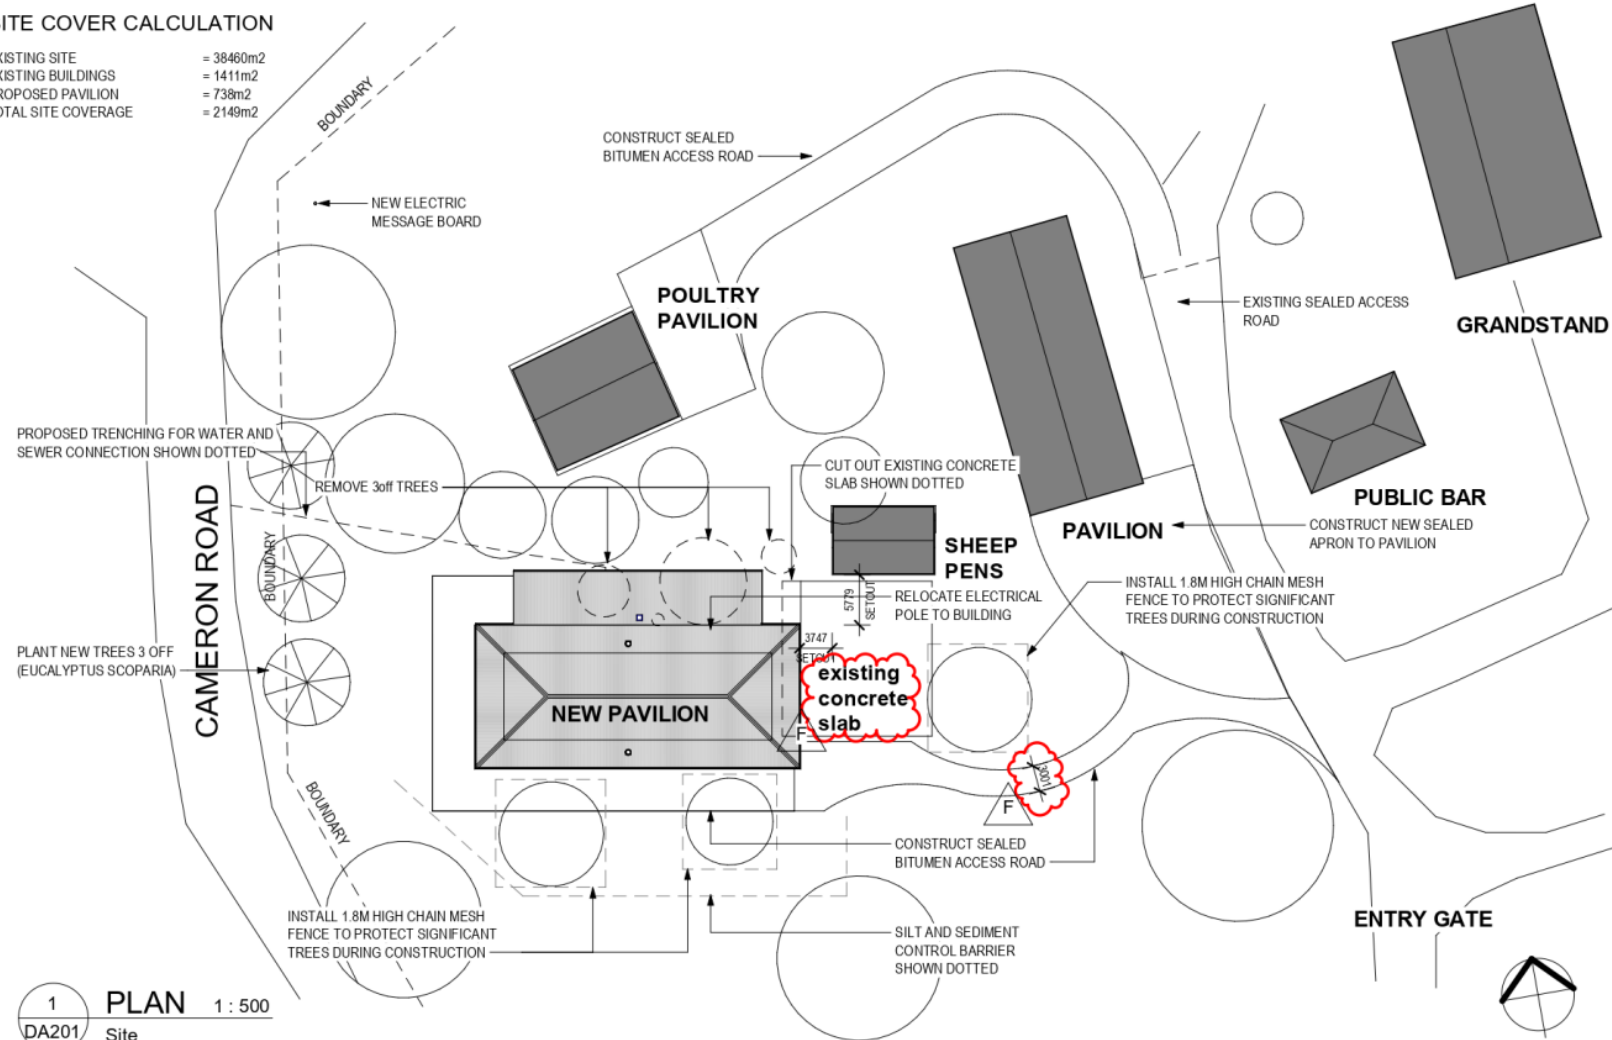 SITE COVER CALCULATION
EXISTING SITE = 38460m2
EXISTING BUILDINGS = 1411m2
PROPOSED PAVILION = 738m2
TOTAL SITE COVERAGE = 2149m2
BOUNDARY
CONSTRUCT SEALED
BITUMEN ACCESS ROAD
NEW ELECTRIC
MESSAGE BOARD
POULTRY
PAVILION
EXISTING SEALED ACCESS
ROAD
GRANDSTAND
PROPOSED TRENCHING FOR WATER AND
SEWER CONNECTION SHOWN DOTTED
REMOVE 3off TREES
CUT OUT EXISTING CONCRETE
SLAB SHOWN DOTTED
PUBLIC BAR
PAVILION
CONSTRUCT NEW SEALED
APRON TO PAVILION
CAMERON ROAD
BOUNDARY
SHEEP
PENS
INSTALL 1.8M HIGH CHAIN MESH
FENCE TO PROTECT SIGNIFICANT
TREES DURING CONSTRUCTION
5779
SETOUT
RELOCATE ELECTRICAL
POLE TO BUILDING
3747
SETOUT
PLANT NEW TREES 3 OFF
(EUCALYPTUS SCOPARIA)
existing
concrete
slab
NEW PAVILION
F
3001
F
BOUNDARY
CONSTRUCT SEALED
BITUMEN ACCESS ROAD
INSTALL 1.8M HIGH CHAIN MESH
FENCE TO PROTECT SIGNIFICANT
TREES DURING CONSTRUCTION
SILT AND SEDIMENT
CONTROL BARRIER
SHOWN DOTTED
ENTRY GATE
1
DA201
PLAN 1 : 500
Site